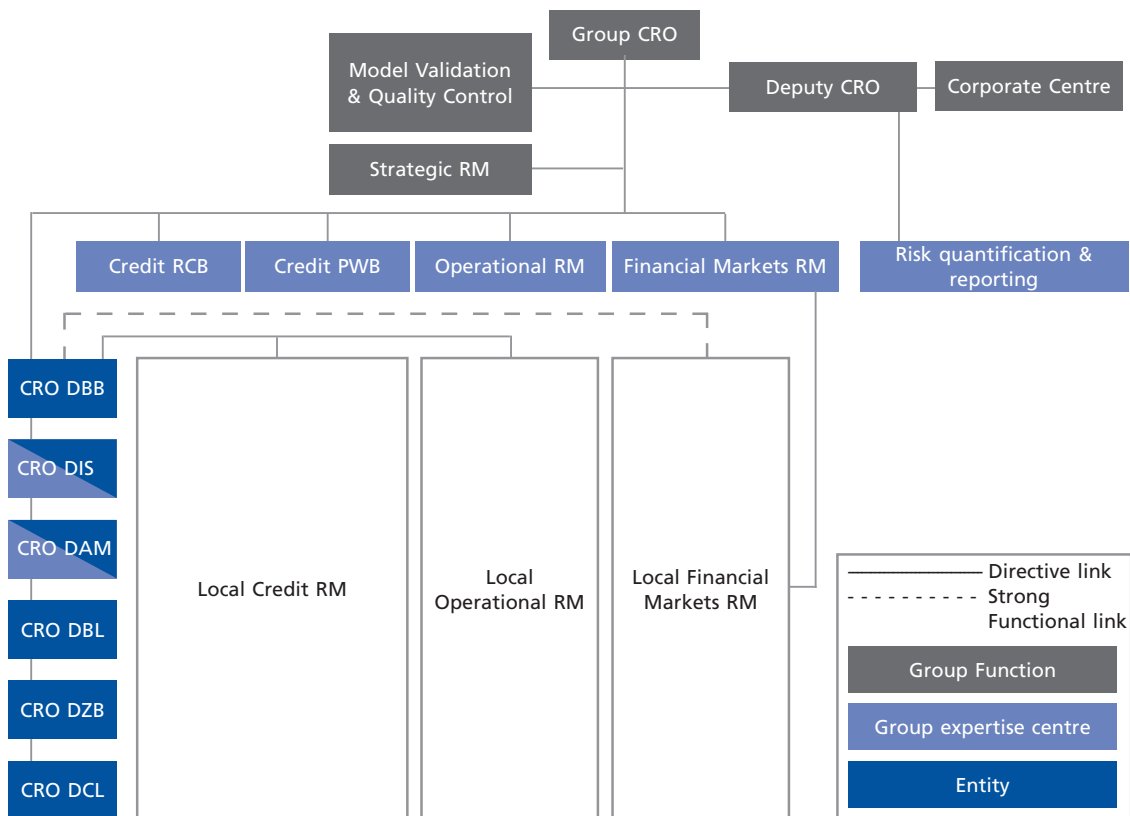 Group CRO
Model Validation
& Quality Control
Deputy CRO
Corporate Centre
Strategic RM
Credit RCB
Credit PWB
Operational RM
Financial Markets RM
Risk quantification &
reporting
CRO DBB
CRO DIS
CRO DAM
CRO DBL
CRO DZB
CRO DCL
Local Credit RM
Local
Operational RM
Local Financial
Markets RM
Directive link
Strong
Functional link
Group Function
Group expertise centre
Entity